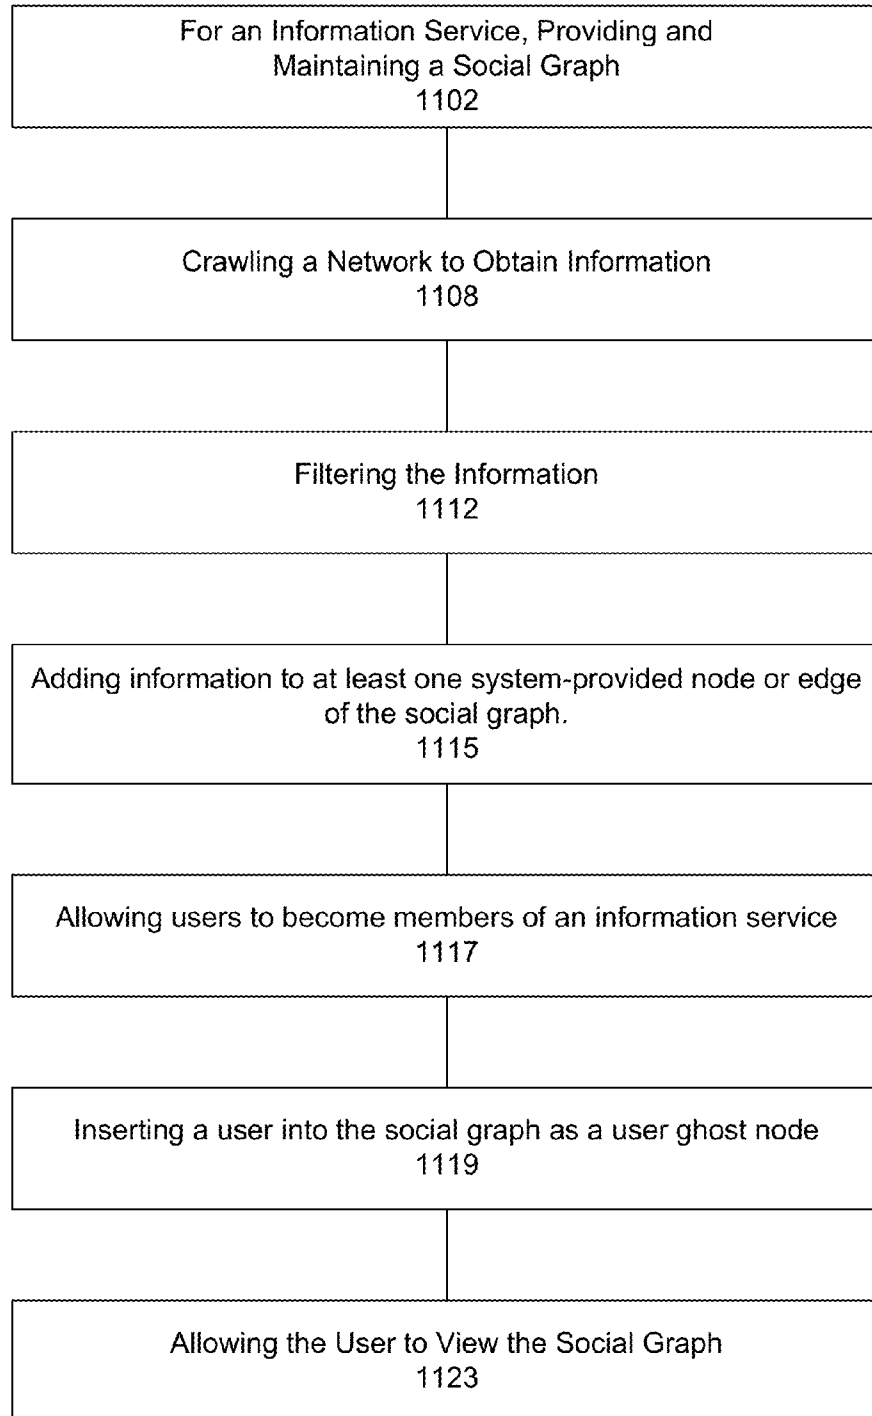 For an Information Service, Providing and
Maintaining a Social Graph
1102
Crawling a Network to Obtain Information
1108
Filtering the Information
1112
Adding information to at least one system-provided node or edge
of the social graph.
1115
Allowing users to become members of an information service
1117
Inserting a user into the social graph as a user ghost node
1119
Allowing the User to View the Social Graph
1123